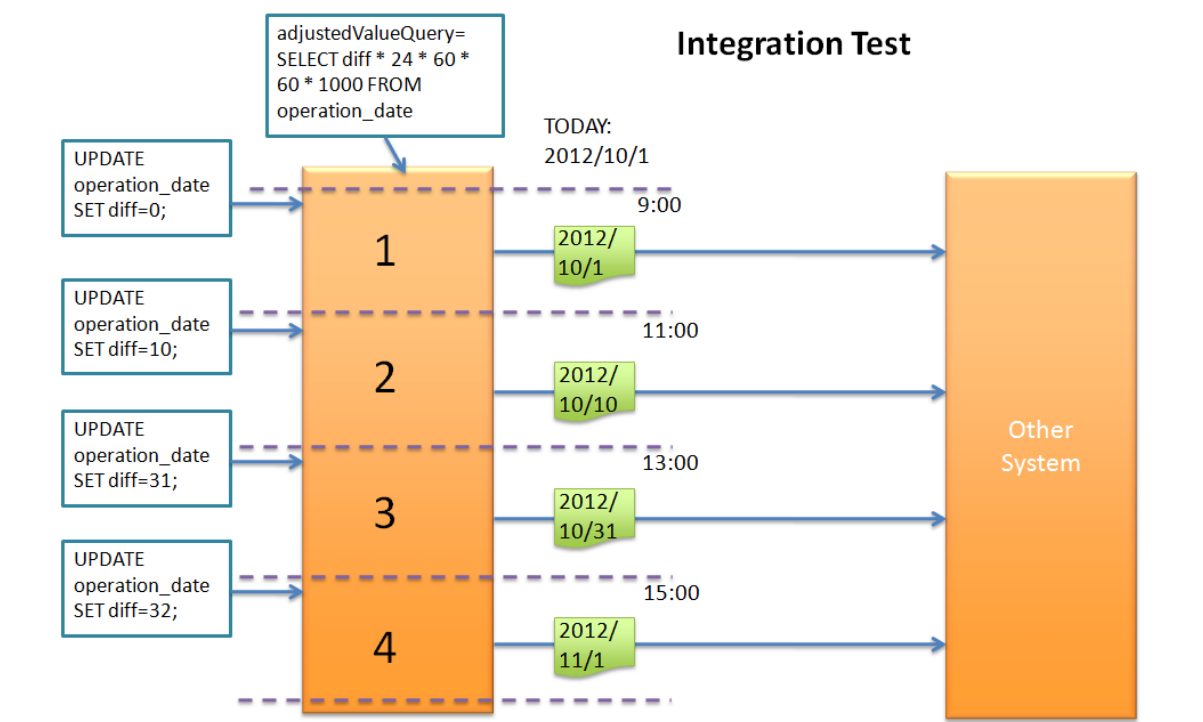 Integration Test
adjustedValueQuery=
SELECT diff * 24 * 60 *
60 * 1000 FROM
operation_date
TODAY:
2012/10/1
UPDATE
operation_date
SET diff=0;
9:00
1
2012/
10/1
UPDATE
operation_date
SET diff=10;
11:00
2
2012/
10/10
UPDATE
operation_date
SET diff=31;
13:00
3
2012/
10/31
UPDATE
operation_date
SET diff=32;
15:00
4
2012/
11/1
Other
System